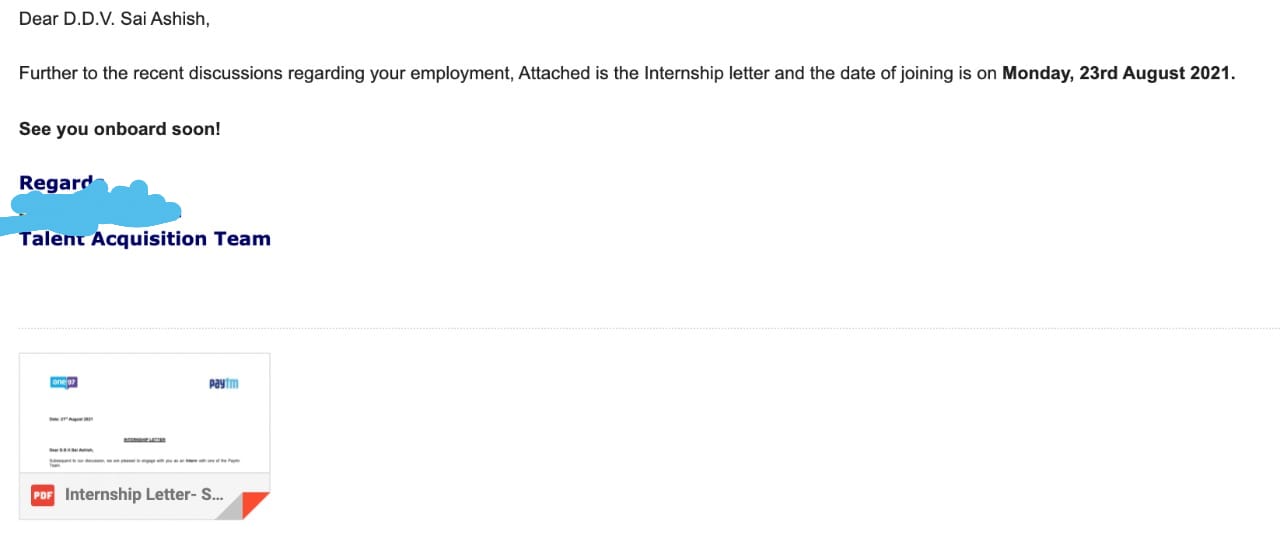 Dear D.D.V. Sai Ashish,
Further to the recent discussions regarding your employment, Attached is the Internship letter and the date of joining is on Monday, 23rd August 2021.
See you onboard soon!
Regards
Talent Acquisition Team
one97
paytm
Date: 21st August 2021
INTERNSHIP LETTER
Dear D.D.V Sai Ashish,
Subsequent to our discussion, we are pleased to engage with you as an Intern with one of the Paytm
Team.
PDF Internship Letter- S...